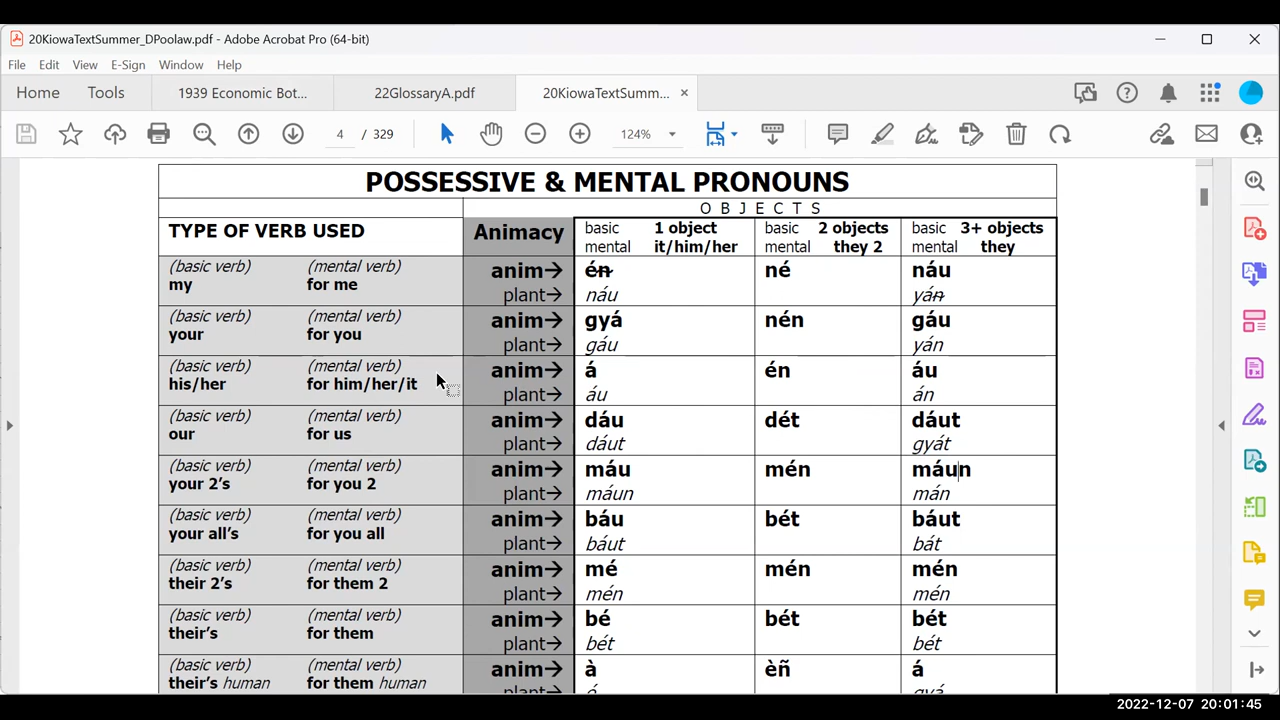 20KiowaTextSummer_DPoolaw.pdf - Adobe Acrobat Pro (64-bit)
File Edit View E-Sign Window Help
Home Tools 1939 Economic Bot... 22GlossaryA.pdf 20KiowaTextSumm... ×
4 / 329 124%
POSSESSIVE & MENTAL PRONOUNS
OBJECTS
TYPE OF VERB USED Animacy basic 1 object basic 2 objects basic 3+ objects
mental it/him/her mental they 2 mental they
(basic verb) (mental verb) anim→ én né náu
my for me plant→ náu yán
(basic verb) (mental verb) anim→ gyá nén gáu
your for you plant→ gáu yán
(basic verb) (mental verb) anim→ á én áu
his/her for him/her/it plant→ áu án
(basic verb) (mental verb) anim→ dáu dét dáut
our for us plant→ dáut gyát
(basic verb) (mental verb) anim→ máu mén máun
your 2's for you 2 plant→ máun mán
(basic verb) (mental verb) anim→ báu bét báut
your all's for you all plant→ báut bát
(basic verb) (mental verb) anim→ mé mén mén
their 2's for them 2 plant→ mén mén
(basic verb) (mental verb) anim→ bé bét bét
their's for them plant→ bét bét
(basic verb) (mental verb) anim→ à èñ á
their's human for them human plant→
2022-12-07 20:01:45